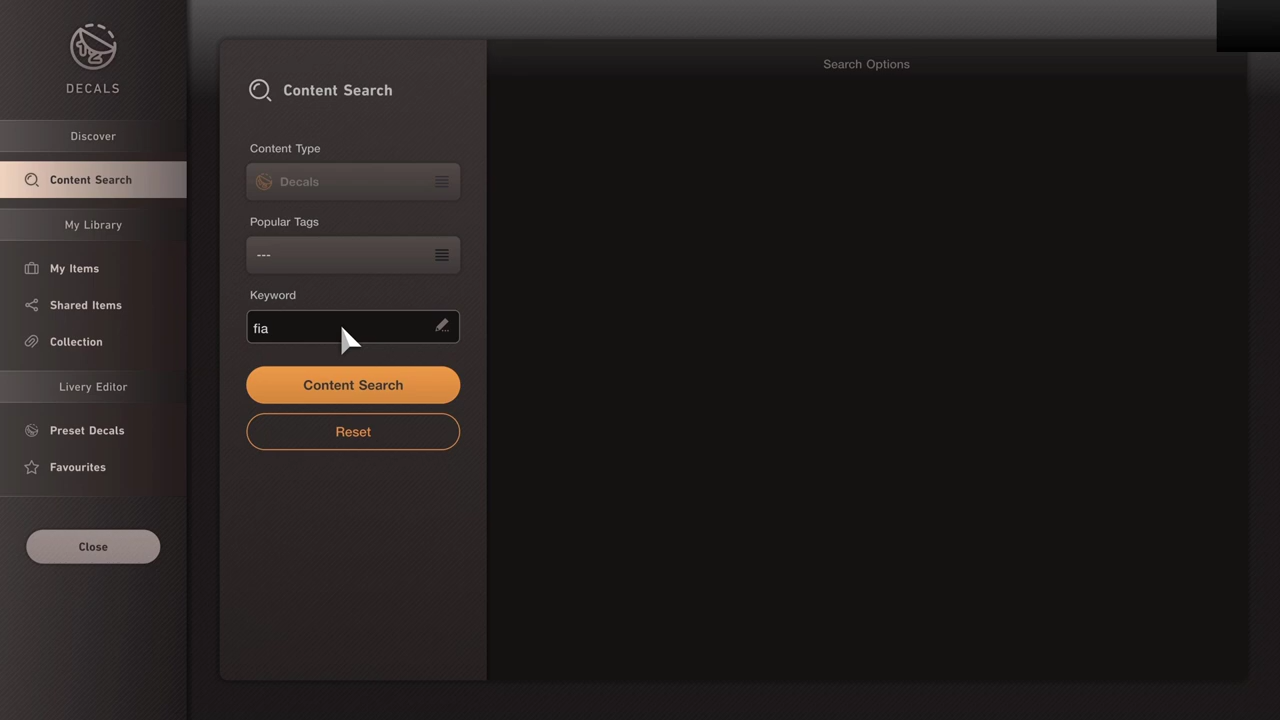 DECALS
Discover
Content Search
My Library
My Items
Shared Items
Collection
Livery Editor
Preset Decals
Favourites
Close
Content Search
Content Type
Decals
Popular Tags
---
Keyword
fia
Content Search
Reset
Search Options